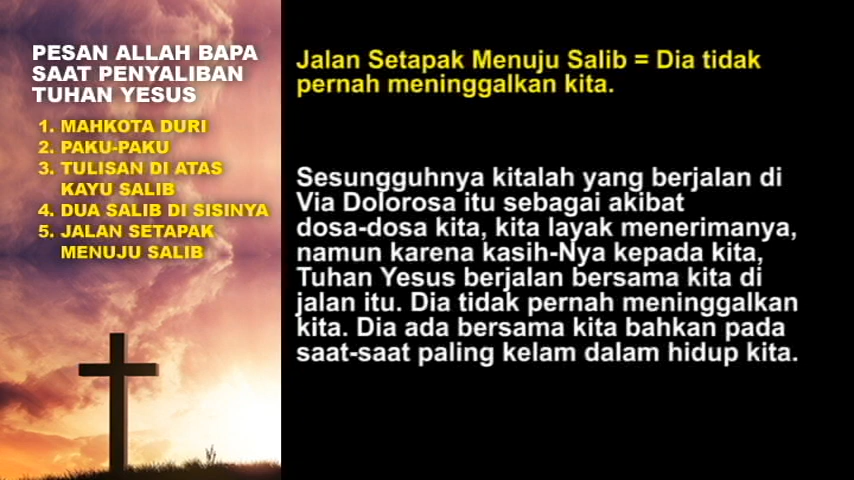 PESAN ALLAH BAPA
SAAT PENYALIBAN
TUHAN YESUS
1. MAHKOTA DURI
2. PAKU-PAKU
3. TULISAN DI ATAS
KAYU SALIB
4. DUA SALIB DI SISINYA
5. JALAN SETAPAK
MENUJU SALIB
Jalan Setapak Menuju Salib = Dia tidak
pernah meninggalkan kita.
Sesungguhnya kitalah yang berjalan di
Via Dolorosa itu sebagai akibat
dosa-dosa kita, kita layak menerimanya,
namun karena kasih-Nya kepada kita,
Tuhan Yesus berjalan bersama kita di
jalan itu. Dia tidak pernah meninggalkan
kita. Dia ada bersama kita bahkan pada
saat-saat paling kelam dalam hidup kita.